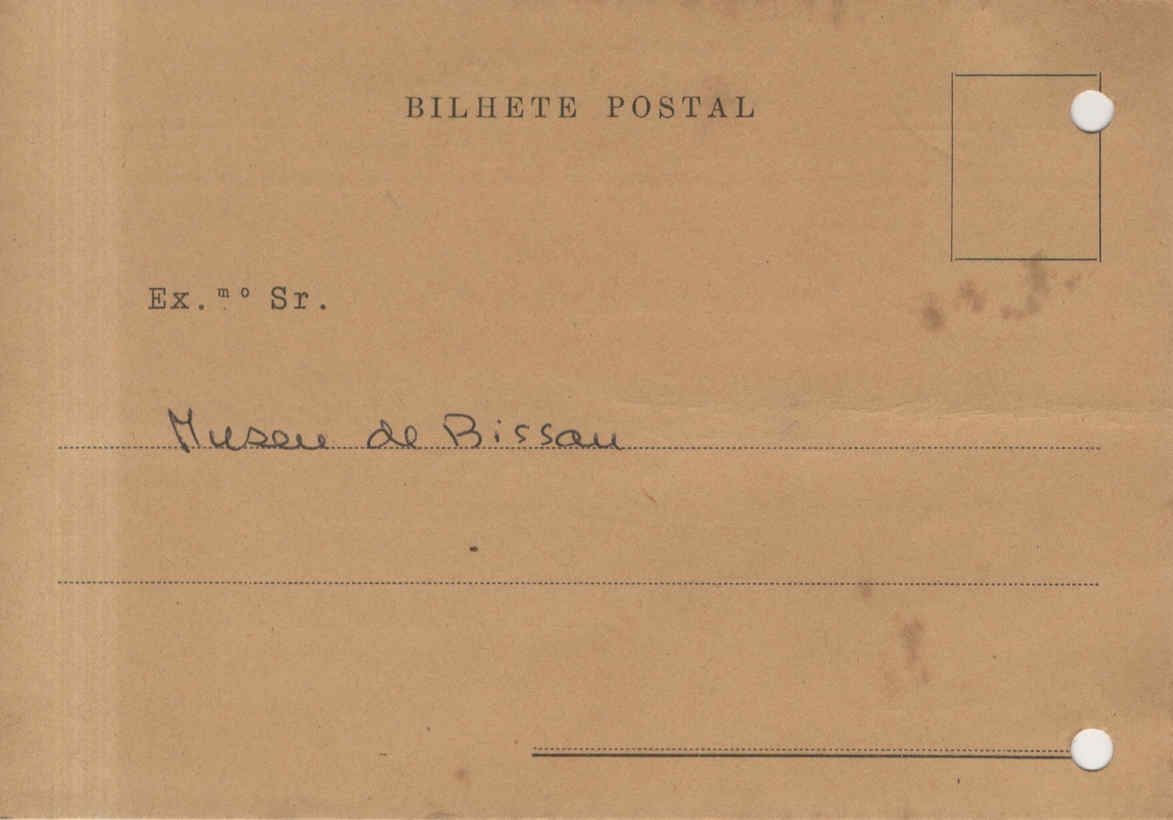 BILHETE POSTAL
Ex.ᵐᵒ Sr.
Museu de Bissau